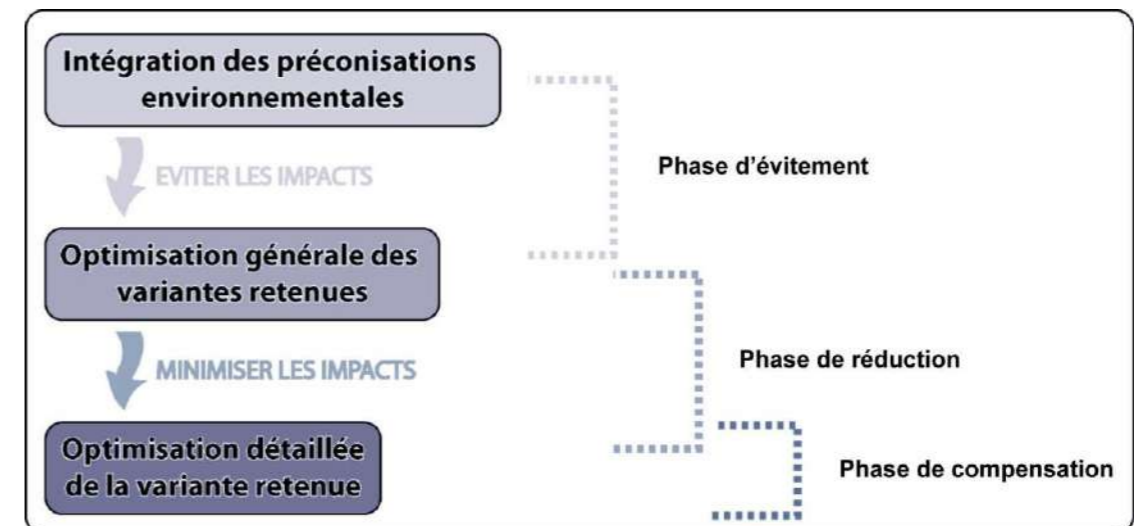 Intégration des préconisations
environnementales
EVITER LES IMPACTS
Phase d'évitement
Optimisation générale des
variantes retenues
MINIMISER LES IMPACTS
Phase de réduction
Optimisation détaillée
de la variante retenue
Phase de compensation